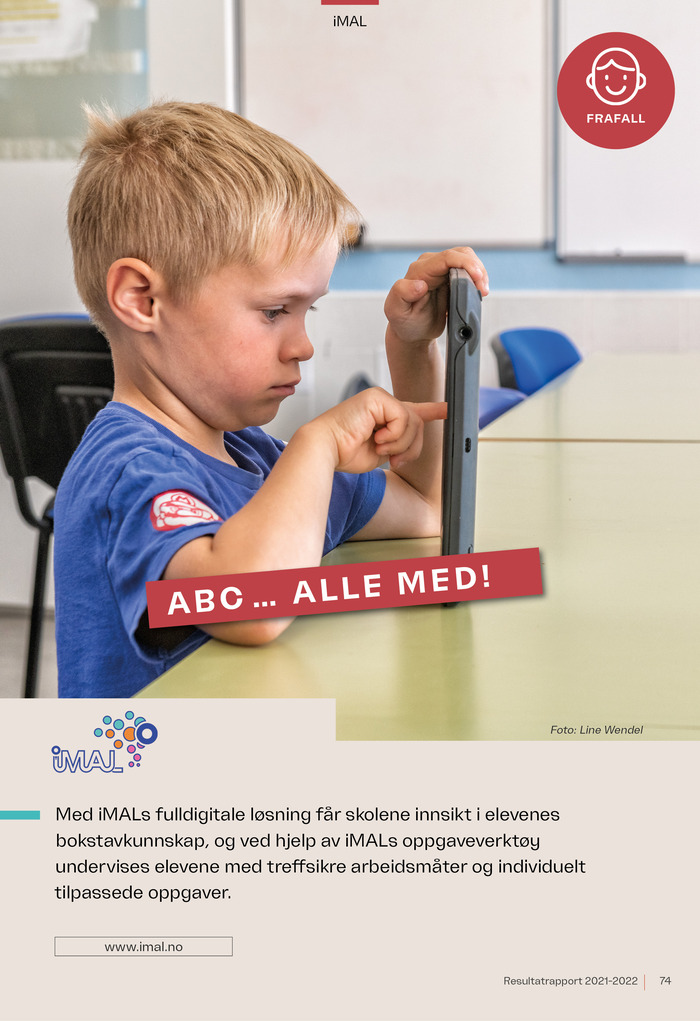 iMAL
FRAFALL
ABC ... ALLE MED!
Foto: Line Wendel
iMAL
Med iMALs fulldigitale løsning får skolene innsikt i elevenes
bokstavkunnskap, og ved hjelp av iMALs oppgaveverktøy
undervises elevene med treffsikre arbeidsmåter og individuelt
tilpassede oppgaver.
www.imal.no
Resultatrapport 2021-2022 74